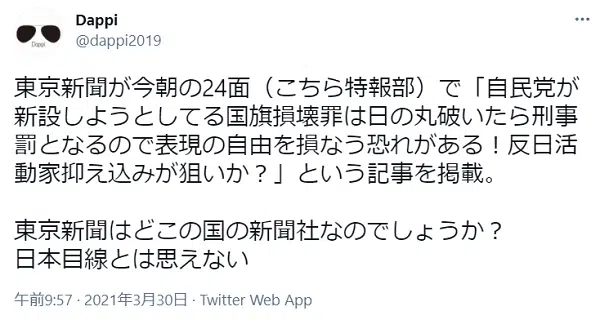 Dappi
@dappi2019
東京新聞が今朝の24面（こちら特報部）で「自民党が
新設しようとしてる国旗損壊罪は日の丸破いたら刑事
罰となるので表現の自由を損なう恐れがある！反日活
動家抑え込みが狙いか？」という記事を掲載。
東京新聞はどこの国の新聞社なのでしょうか？
日本目線とは思えない
午前9:57 · 2021年3月30日 · Twitter Web App